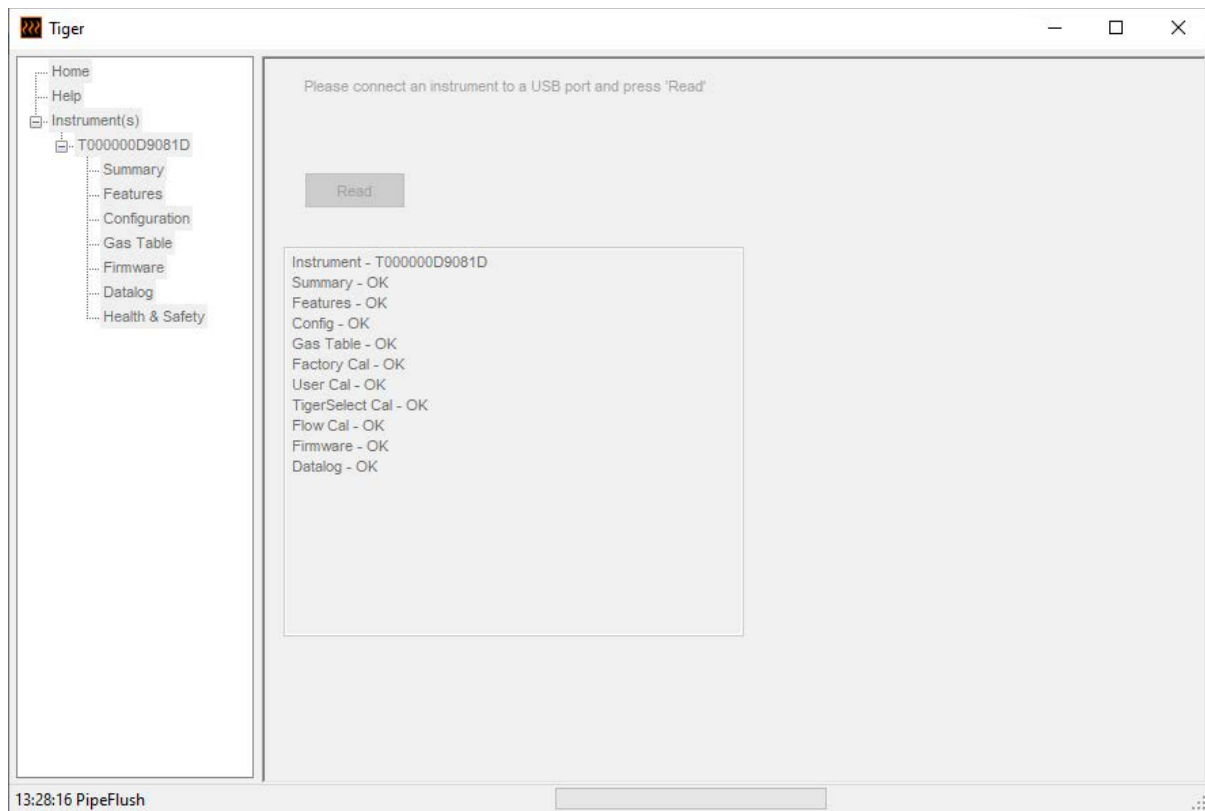 Tiger
Home
Help
Instrument(s)
T000000D9081D
Summary
Features
Configuration
Gas Table
Firmware
Datalog
Health & Safety
Please connect an instrument to a USB port and press 'Read'
Read
Instrument - T000000D9081D
Summary - OK
Features - OK
Config - OK
Gas Table - OK
Factory Cal - OK
User Cal - OK
TigerSelect Cal - OK
Flow Cal - OK
Firmware - OK
Datalog - OK
13:28:16 PipeFlush